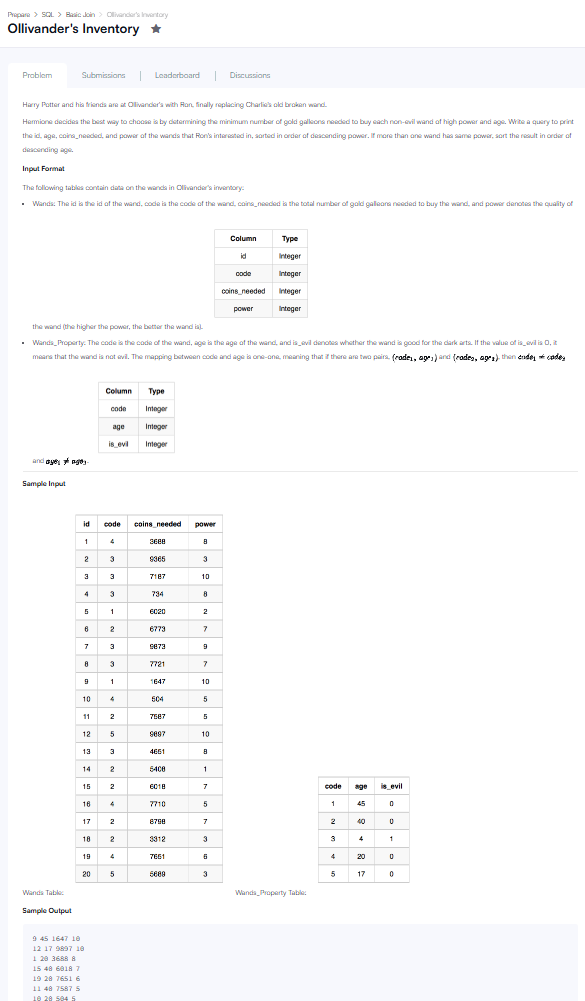 Prepare > SQL > Basic Join > Ollivander's Inventory
Ollivander's Inventory ★
Problem Submissions Leaderboard Discussions
Harry Potter and his friends are at Ollivander's with Ron, finally replacing Charlie's old broken wand.
Hermione decides the best way to choose is by determining the minimum number of gold galleons needed to buy each non-evil wand of high power and age. Write a query to print
the id, age, coins_needed, and power of the wands that Ron's interested in, sorted in order of descending power. If more than one wand has same power, sort the result in order of
descending age.
Input Format
The following tables contain data on the wands in Ollivander's inventory:
• Wands: The id is the id of the wand, code is the code of the wand, coins_needed is the total number of gold galleons needed to buy the wand, and power denotes the quality of
Column Type
id Integer
code Integer
coins_needed Integer
power Integer
the wand (the higher the power, the better the wand is).
• Wands_Property: The code is the code of the wand, age is the age of the wand, and is_evil denotes whether the wand is good for the dark arts. If the value of is_evil is 0, it
means that the wand is not evil. The mapping between code and age is one-one, meaning that if there are two pairs, (code₁, age₁) and (code₂, age₂), then code₁ ≠ code₂
Column Type
code Integer
age Integer
is_evil Integer
and age₁ ≠ age₂.
Sample Input
id code coins_needed power
1 4 3688 8
2 3 9365 3
3 3 7187 10
4 3 734 8
5 1 6020 2
6 2 6773 7
7 3 9873 9
8 3 7721 7
9 1 1647 10
10 4 504 5
11 2 7587 5
12 5 9897 10
13 3 4651 8
14 2 5408 1
15 2 6018 7
16 4 7710 5
17 2 8798 7
18 2 3312 3
19 4 7651 6
20 5 5689 3
code age is_evil
1 45 0
2 40 0
3 4 1
4 20 0
5 17 0
Wands Table: Wands_Property Table:
Sample Output
9 45 1647 10
12 17 9897 10
1 20 3688 8
15 40 6018 7
19 20 7651 6
11 40 7587 5
10 20 504 5